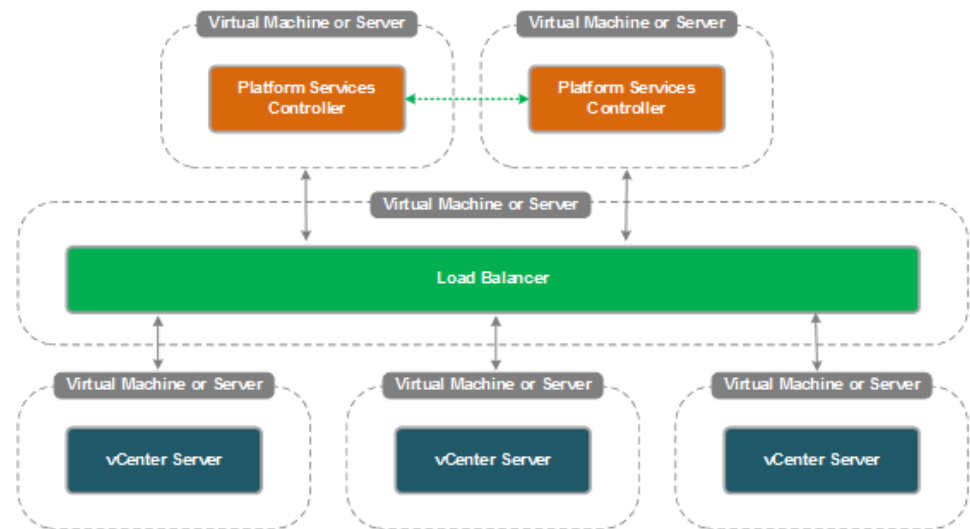 Virtual Machine or Server
Virtual Machine or Server
Platform Services
Controller
Platform Services
Controller
Virtual Machine or Server
Load Balancer
Virtual Machine or Server
Virtual Machine or Server
Virtual Machine or Server
vCenter Server
vCenter Server
vCenter Server